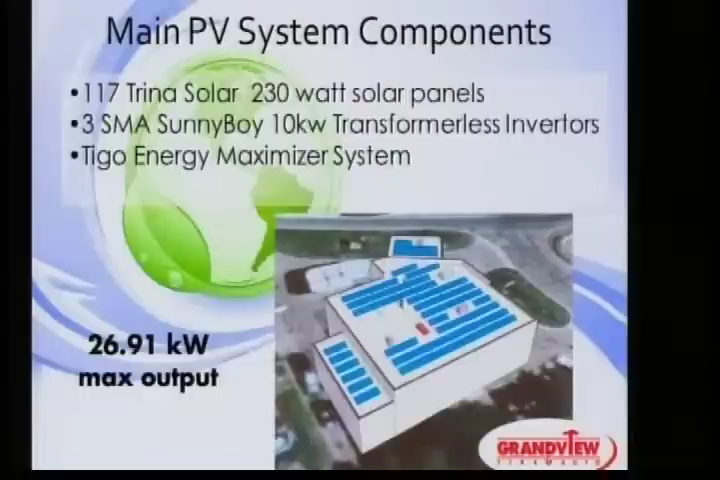 Main PV System Components
•117 Trina Solar 230 watt solar panels
•3 SMA SunnyBoy 10kw Transformerless Invertors
•Tigo Energy Maximizer System
26.91 kW
max output
GRANDVIEW